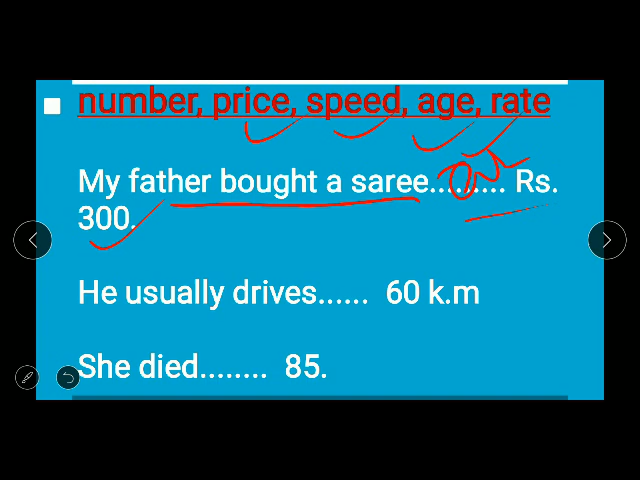 number, price, speed, age, rate
My father bought a saree......... Rs.
300.
He usually drives...... 60 k.m
She died........ 85.